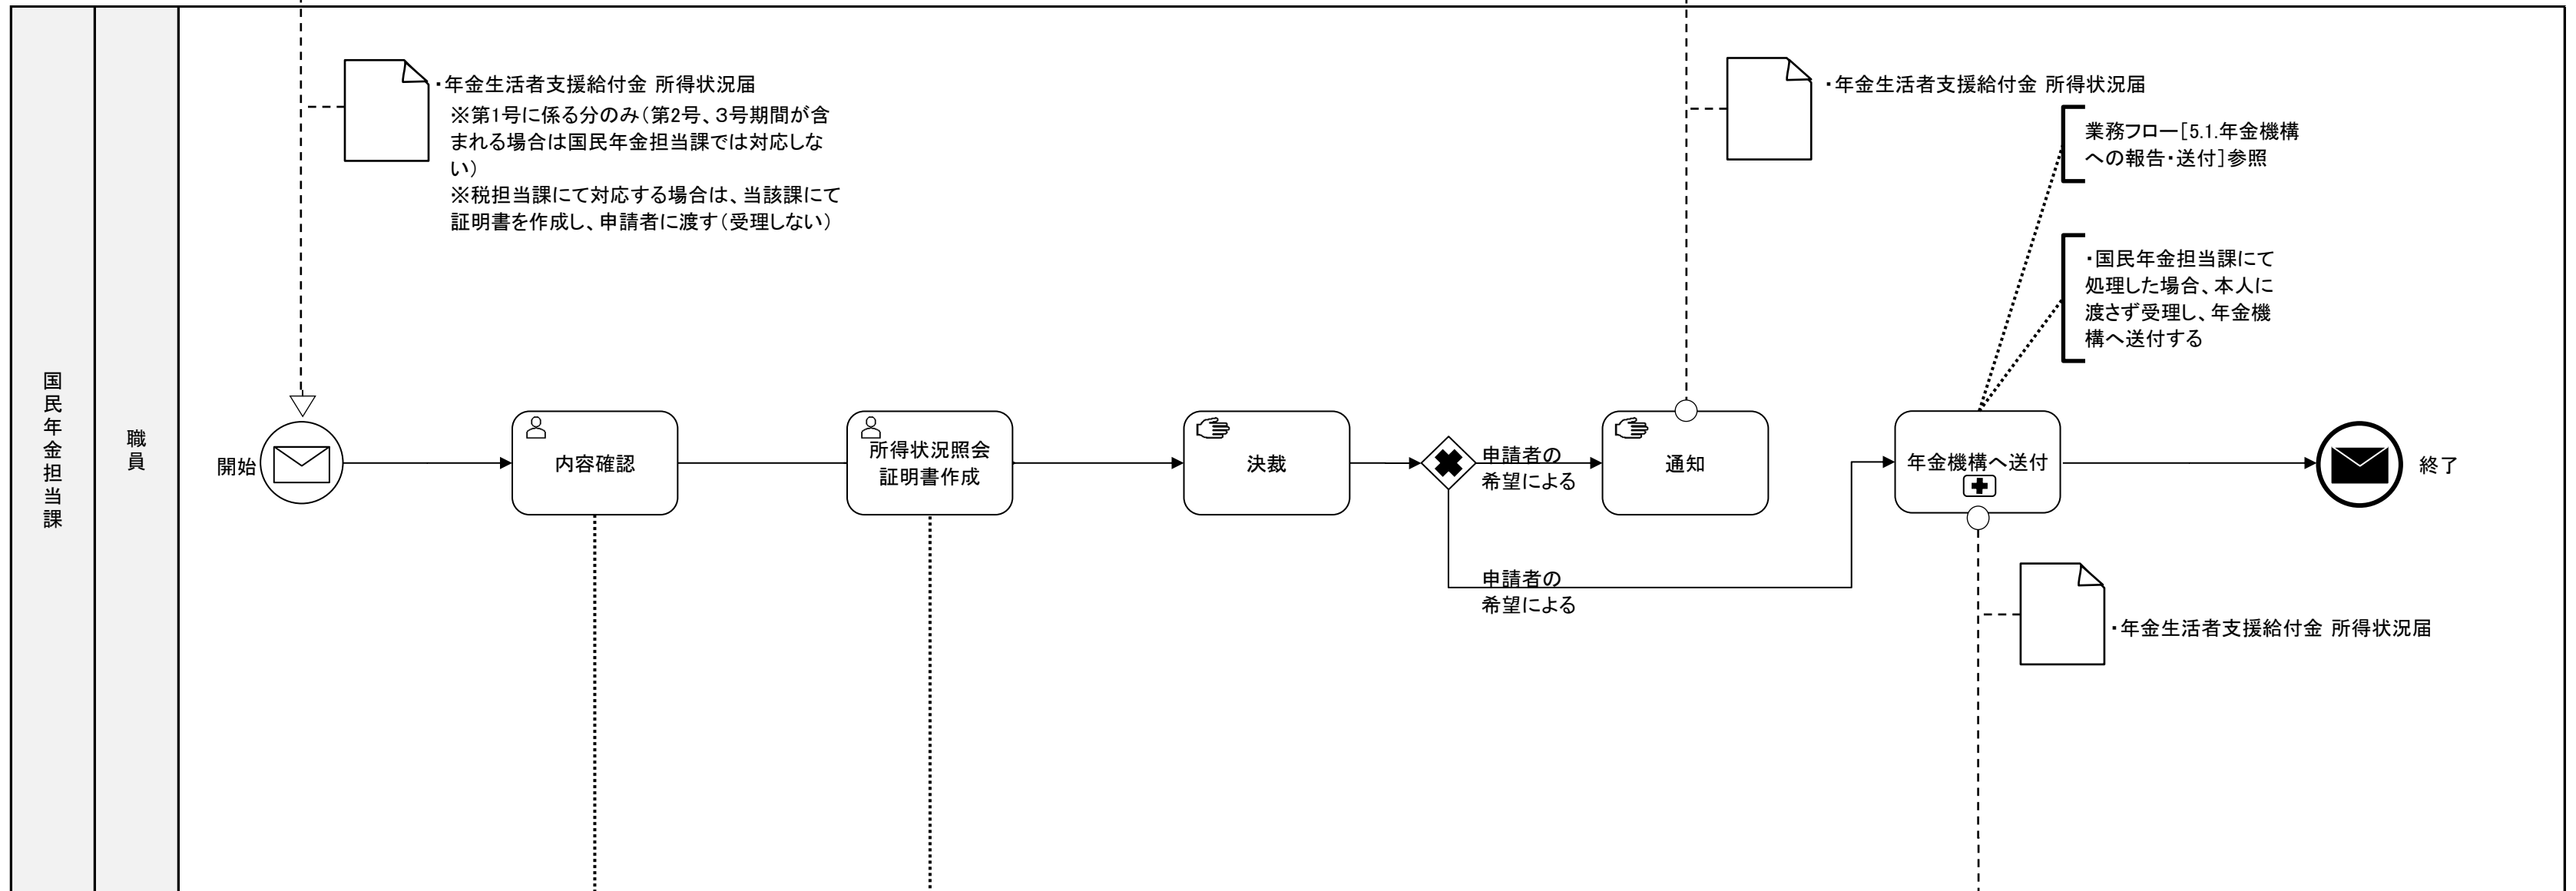 国民年金担当課
職員
・年金生活者支援給付金 所得状況届
※第1号に係る分のみ（第2号、3号期間が含
まれる場合は国民年金担当課では対応しな
い）
※税担当課にて対応する場合は、当該課にて
証明書を作成し、申請者に渡す（受理しない）
・年金生活者支援給付金 所得状況届
業務フロー[5.1.年金機構
への報告・送付]参照
・国民年金担当課にて
処理した場合、本人に
渡さず受理し、年金機
構へ送付する
開始
内容確認
所得状況照会
証明書作成
決裁
申請者の
希望による
通知
年金機構へ送付
終了
申請者の
希望による
・年金生活者支援給付金 所得状況届